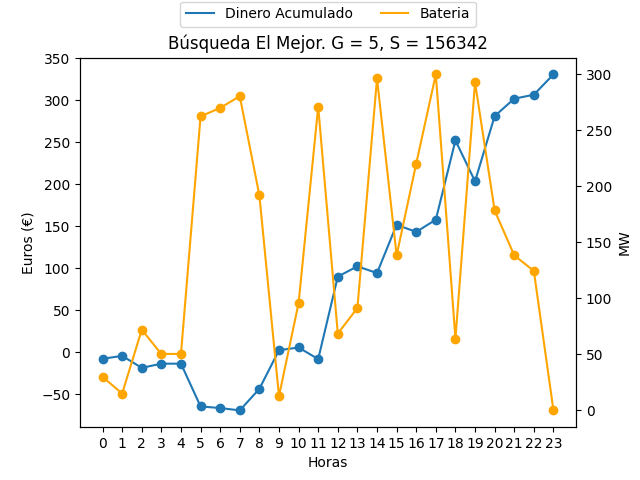 Dinero Acumulado Bateria
Búsqueda El Mejor. G = 5, S = 156342
350
300
250
200
150
100
50
0
−50
Euros (€)
300
250
200
150
100
50
0
MW
0 1 2 3 4 5 6 7 8 9 10 11 12 13 14 15 16 17 18 19 20 21 22 23
Horas